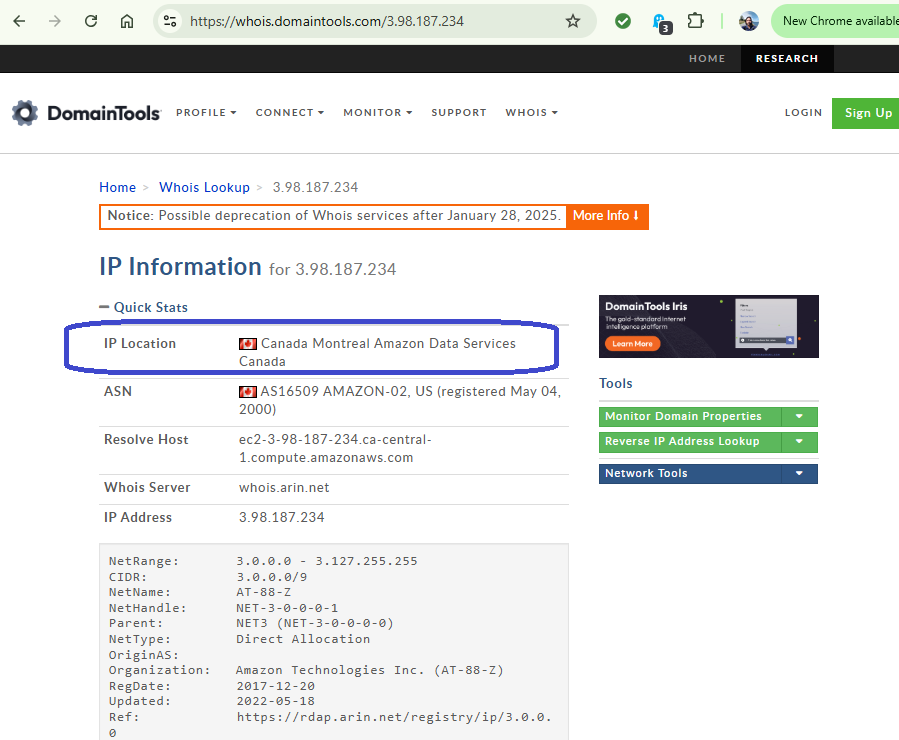 https://whois.domaintools.com/3.98.187.234
3
New Chrome available
HOME
RESEARCH
DomainTools
PROFILE
CONNECT
MONITOR
SUPPORT
WHOIS
LOGIN
Sign Up
Home > Whois Lookup > 3.98.187.234
Notice: Possible deprecation of Whois services after January 28, 2025. More Info
IP Information for 3.98.187.234
Quick Stats
IP Location Canada Montreal Amazon Data Services
Canada
ASN AS16509 AMAZON-02, US (registered May 04,
2000)
Resolve Host ec2-3-98-187-234.ca-central-
1.compute.amazonaws.com
Whois Server whois.arin.net
IP Address 3.98.187.234
NetRange: 3.0.0.0 - 3.127.255.255
CIDR: 3.0.0.0/9
NetName: AT-88-Z
NetHandle: NET-3-0-0-0-1
Parent: NET3 (NET-3-0-0-0-0)
NetType: Direct Allocation
OriginAS:
Organization: Amazon Technologies Inc. (AT-88-Z)
RegDate: 2017-12-20
Updated: 2022-05-18
Ref: https://rdap.arin.net/registry/ip/3.0.0.
0
DomainTools Iris
The gold-standard internet
intelligence platform
Learn More
Tools
Monitor Domain Properties
Reverse IP Address Lookup
Network Tools